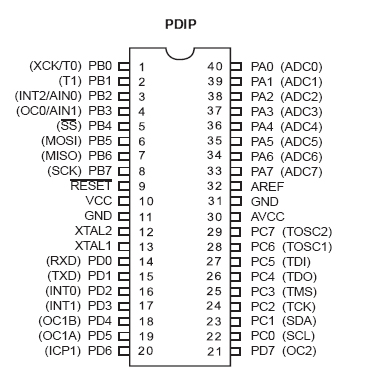 PDIP
(XCK/T0) PB0 1 40 PA0 (ADC0)
(T1) PB1 2 39 PA1 (ADC1)
(INT2/AIN0) PB2 3 38 PA2 (ADC2)
(OC0/AIN1) PB3 4 37 PA3 (ADC3)
(SS) PB4 5 36 PA4 (ADC4)
(MOSI) PB5 6 35 PA5 (ADC5)
(MISO) PB6 7 34 PA6 (ADC6)
(SCK) PB7 8 33 PA7 (ADC7)
RESET 9 32 AREF
VCC 10 31 GND
GND 11 30 AVCC
XTAL2 12 29 PC7 (TOSC2)
XTAL1 13 28 PC6 (TOSC1)
(RXD) PD0 14 27 PC5 (TDI)
(TXD) PD1 15 26 PC4 (TDO)
(INT0) PD2 16 25 PC3 (TMS)
(INT1) PD3 17 24 PC2 (TCK)
(OC1B) PD4 18 23 PC1 (SDA)
(OC1A) PD5 19 22 PC0 (SCL)
(ICP1) PD6 20 21 PD7 (OC2)